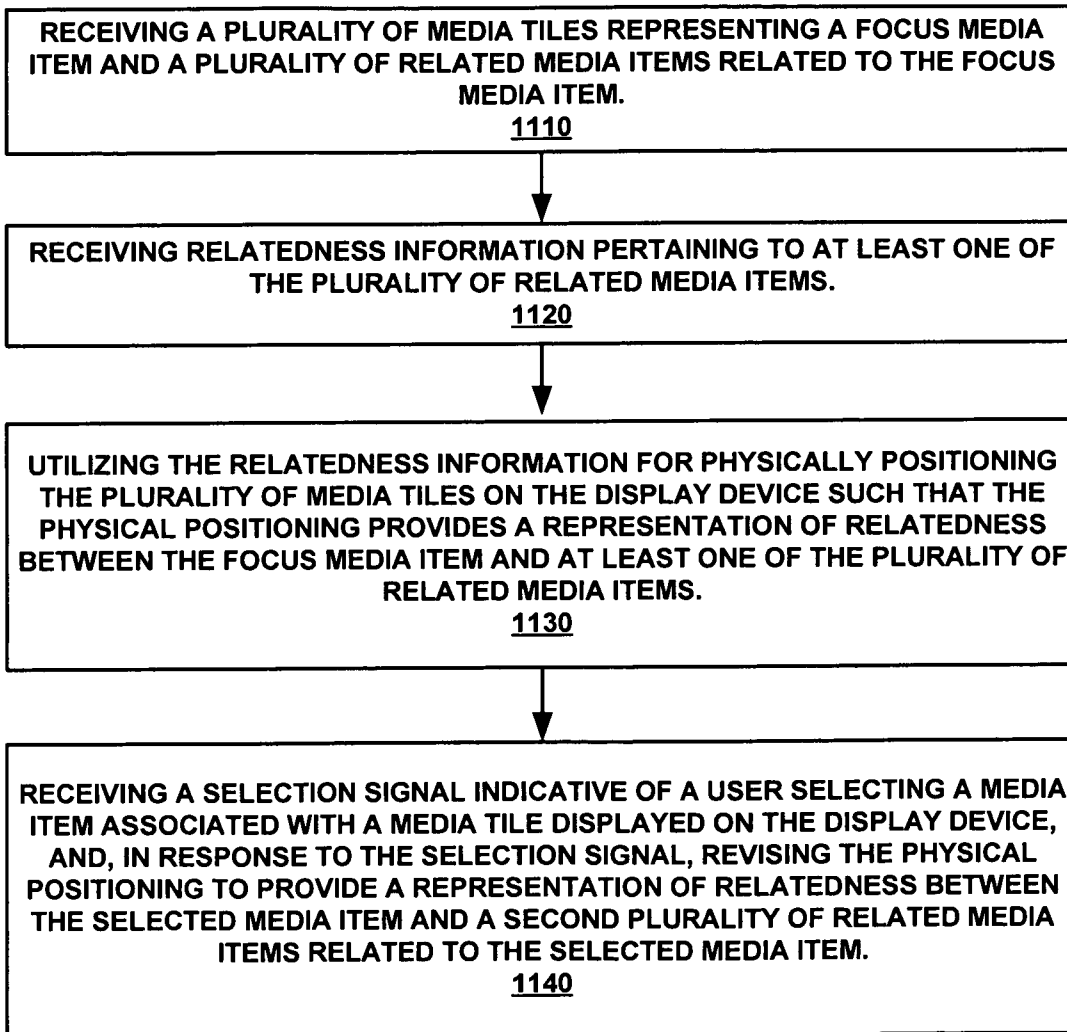 RECEIVING A PLURALITY OF MEDIA TILES REPRESENTING A FOCUS MEDIA
ITEM AND A PLURALITY OF RELATED MEDIA ITEMS RELATED TO THE FOCUS
MEDIA ITEM.
1110
RECEIVING RELATEDNESS INFORMATION PERTAINING TO AT LEAST ONE OF
THE PLURALITY OF RELATED MEDIA ITEMS.
1120
UTILIZING THE RELATEDNESS INFORMATION FOR PHYSICALLY POSITIONING
THE PLURALITY OF MEDIA TILES ON THE DISPLAY DEVICE SUCH THAT THE
PHYSICAL POSITIONING PROVIDES A REPRESENTATION OF RELATEDNESS
BETWEEN THE FOCUS MEDIA ITEM AND AT LEAST ONE OF THE PLURALITY OF
RELATED MEDIA ITEMS.
1130
RECEIVING A SELECTION SIGNAL INDICATIVE OF A USER SELECTING A MEDIA
ITEM ASSOCIATED WITH A MEDIA TILE DISPLAYED ON THE DISPLAY DEVICE,
AND, IN RESPONSE TO THE SELECTION SIGNAL, REVISING THE PHYSICAL
POSITIONING TO PROVIDE A REPRESENTATION OF RELATEDNESS BETWEEN
THE SELECTED MEDIA ITEM AND A SECOND PLURALITY OF RELATED MEDIA
ITEMS RELATED TO THE SELECTED MEDIA ITEM.
1140